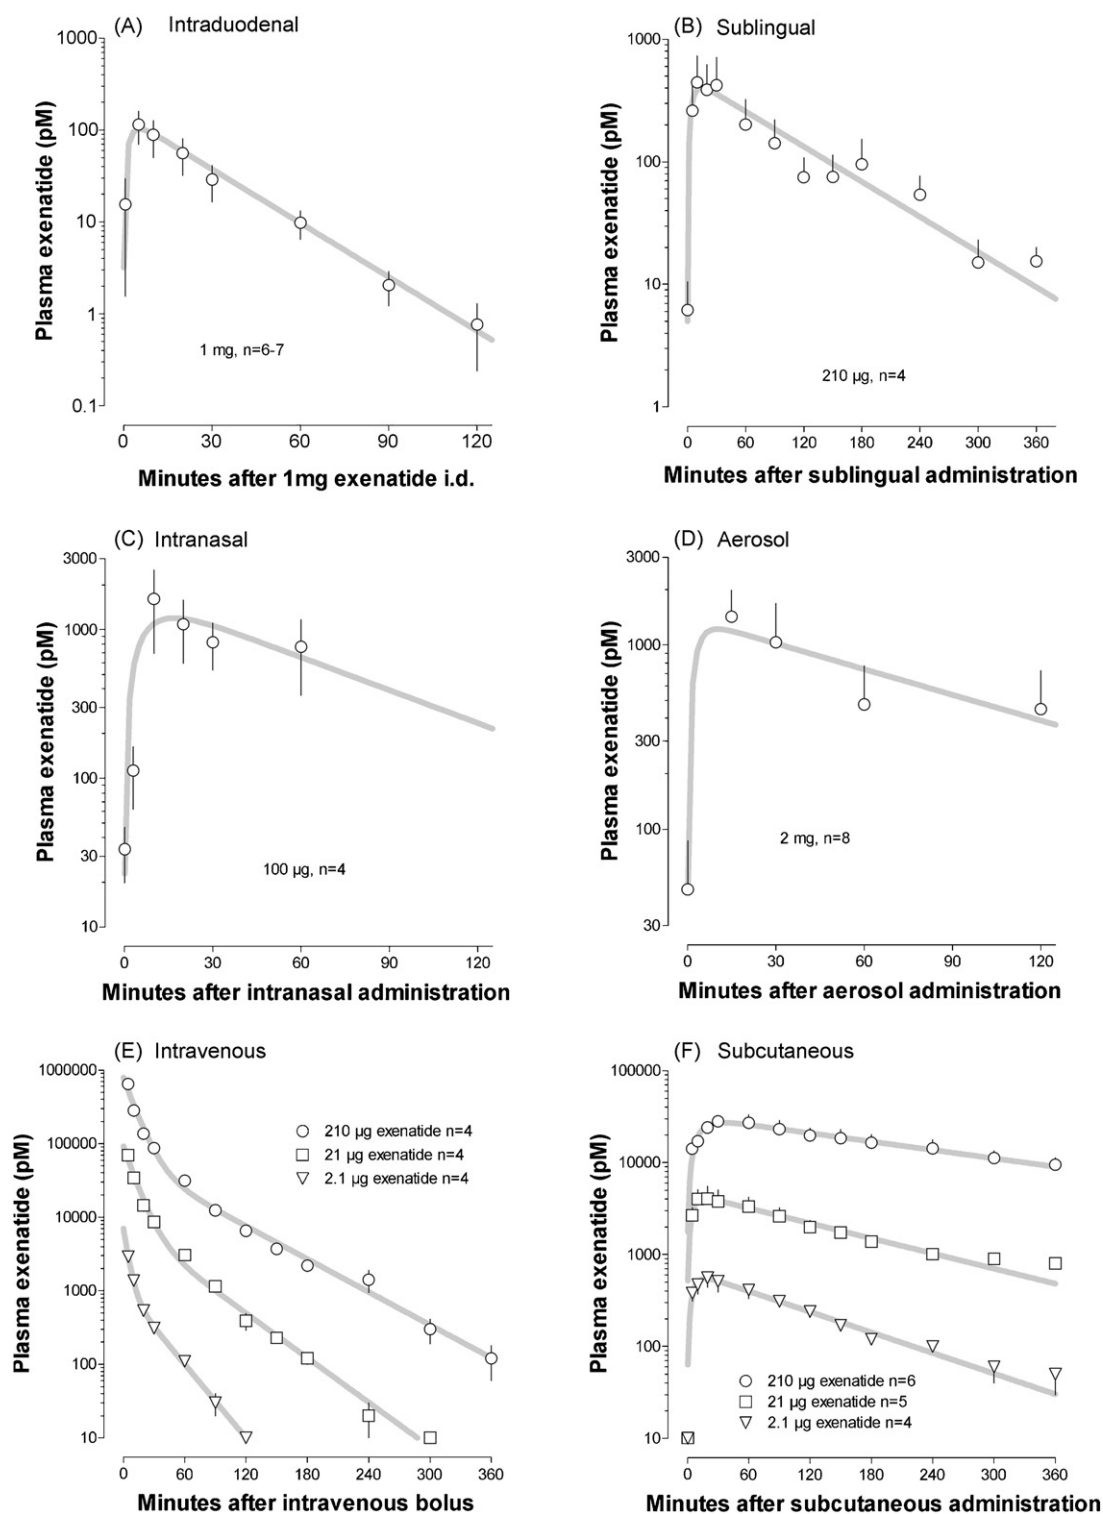 (A) Intraduodenal
1000
100
10
1
0.1
Plasma exenatide (pM)
1 mg, n=6-7
0 30 60 90 120
Minutes after 1mg exenatide i.d.
(B) Sublingual
1000
100
10
1
Plasma exenatide (pM)
210 µg, n=4
0 60 120 180 240 300 360
Minutes after sublingual administration
(C) Intranasal
3000
1000
300
100
30
10
Plasma exenatide (pM)
100 µg, n=4
0 30 60 90 120
Minutes after intranasal administration
(D) Aerosol
3000
1000
300
100
30
Plasma exenatide (pM)
2 mg, n=8
0 30 60 90 120
Minutes after aerosol administration
(E) Intravenous
1000000
100000
10000
1000
100
10
Plasma exenatide (pM)
210 µg exenatide n=4
21 µg exenatide n=4
2.1 µg exenatide n=4
0 60 120 180 240 300 360
Minutes after intravenous bolus
(F) Subcutaneous
100000
10000
1000
100
10
Plasma exenatide (pM)
210 µg exenatide n=6
21 µg exenatide n=5
2.1 µg exenatide n=4
0 60 120 180 240 300 360
Minutes after subcutaneous administration